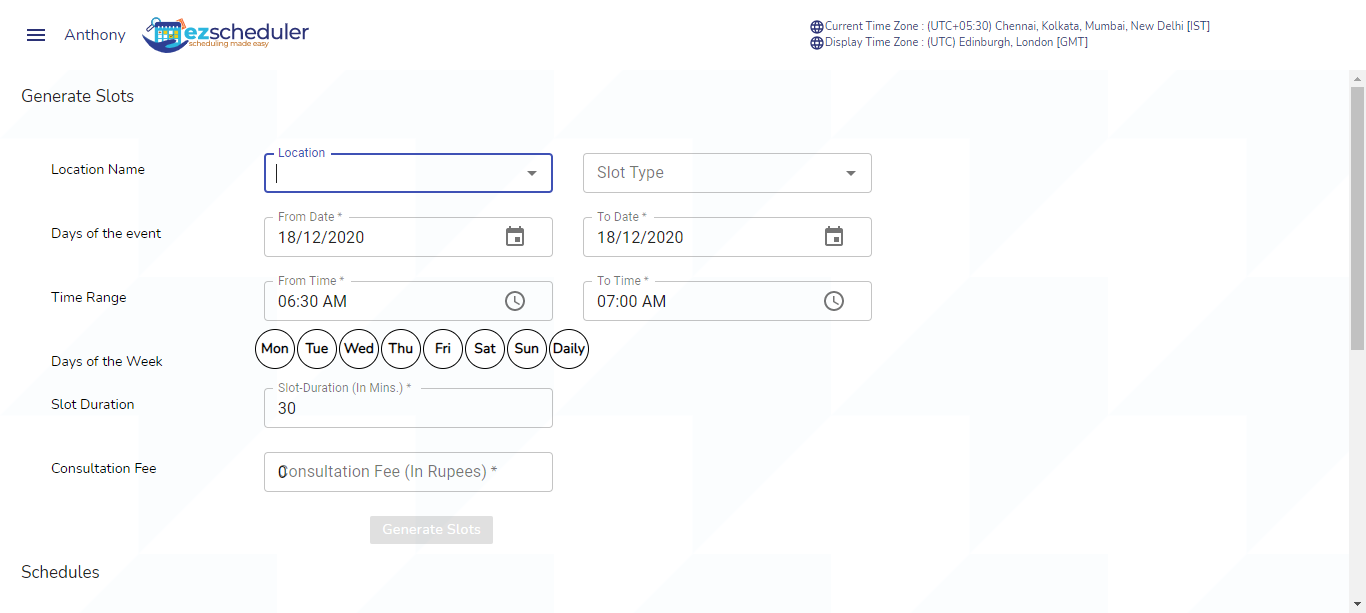 Anthony
ezscheduler
scheduling made easy
Current Time Zone : (UTC+05:30) Chennai, Kolkata, Mumbai, New Delhi [IST]
Display Time Zone : (UTC) Edinburgh, London [GMT]
Generate Slots
Location Name
Location
Slot Type
Days of the event
From Date *
18/12/2020
To Date *
18/12/2020
Time Range
From Time *
06:30 AM
To Time *
07:00 AM
Days of the Week
Mon Tue Wed Thu Fri Sat Sun Daily
Slot Duration
Slot-Duration (In Mins.) *
30
Consultation Fee
0
Consultation Fee (In Rupees) *
Generate Slots
Schedules